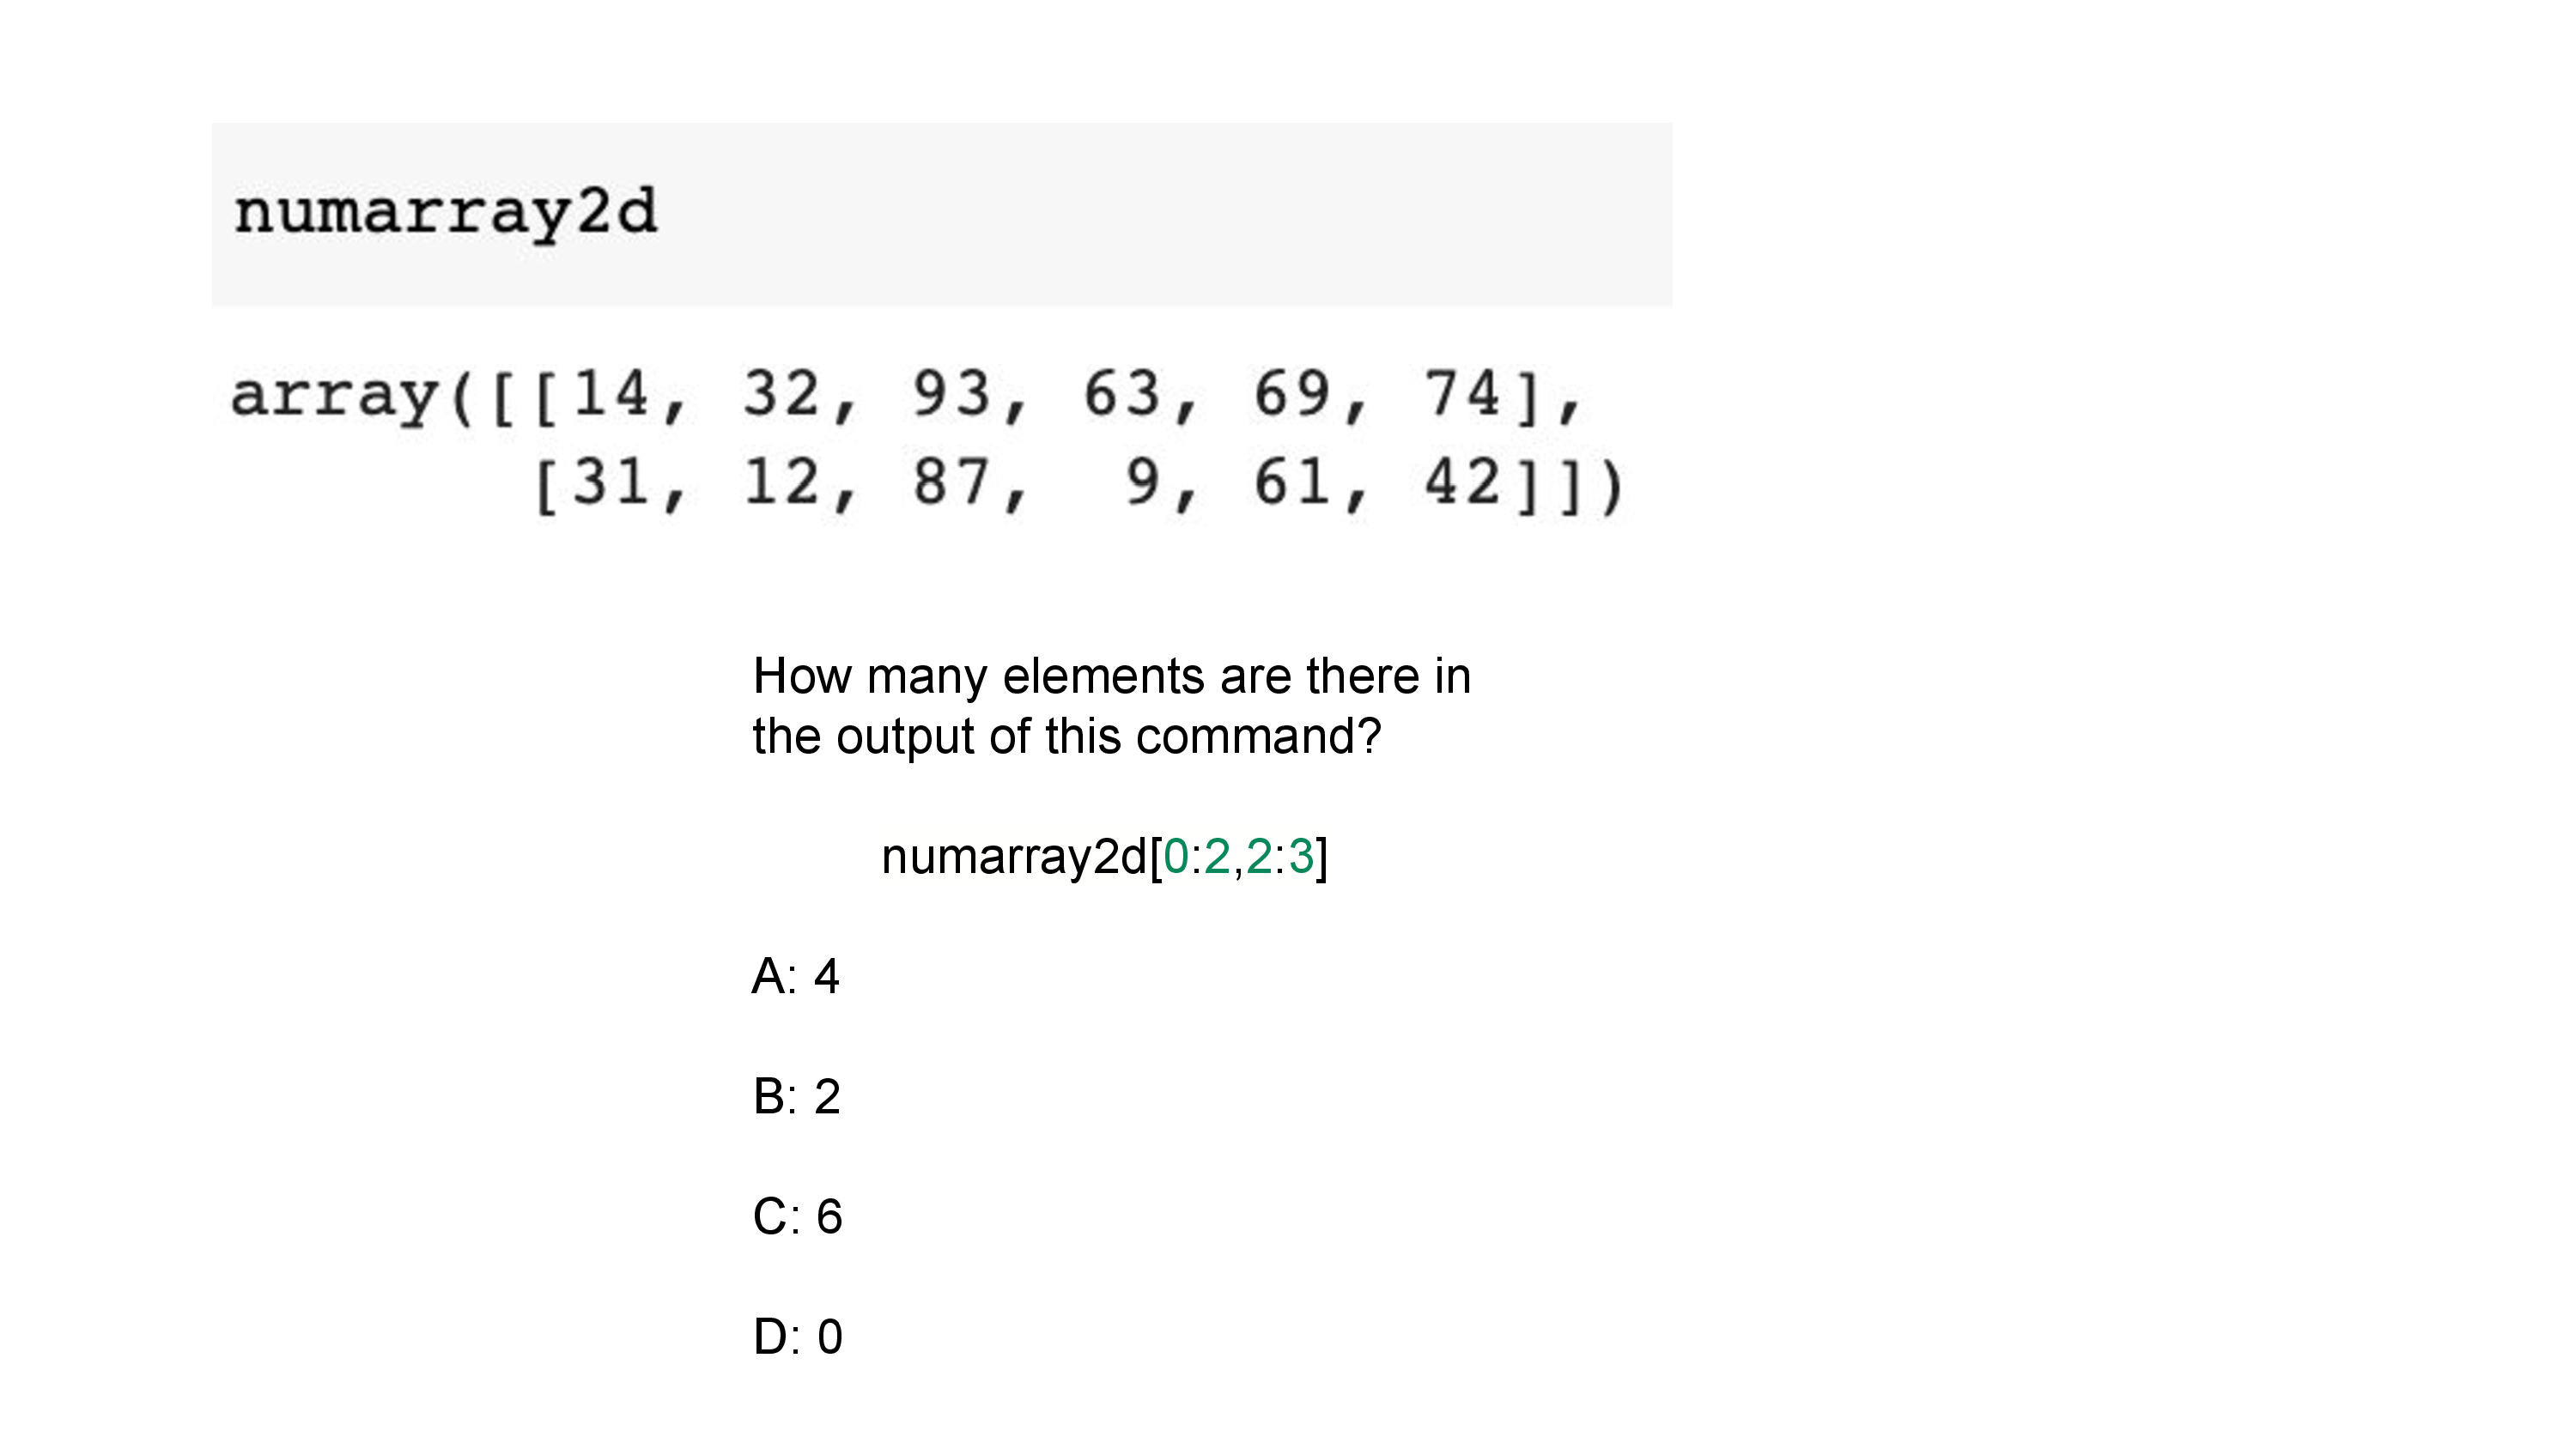 numarray2d
array([[14, 32, 93, 63, 69, 74],
[31, 12, 87, 9, 61, 42]])
How many elements are there in
the output of this command?
numarray2d[0:2,2:3]
A: 4
B: 2
C: 6
D: 0